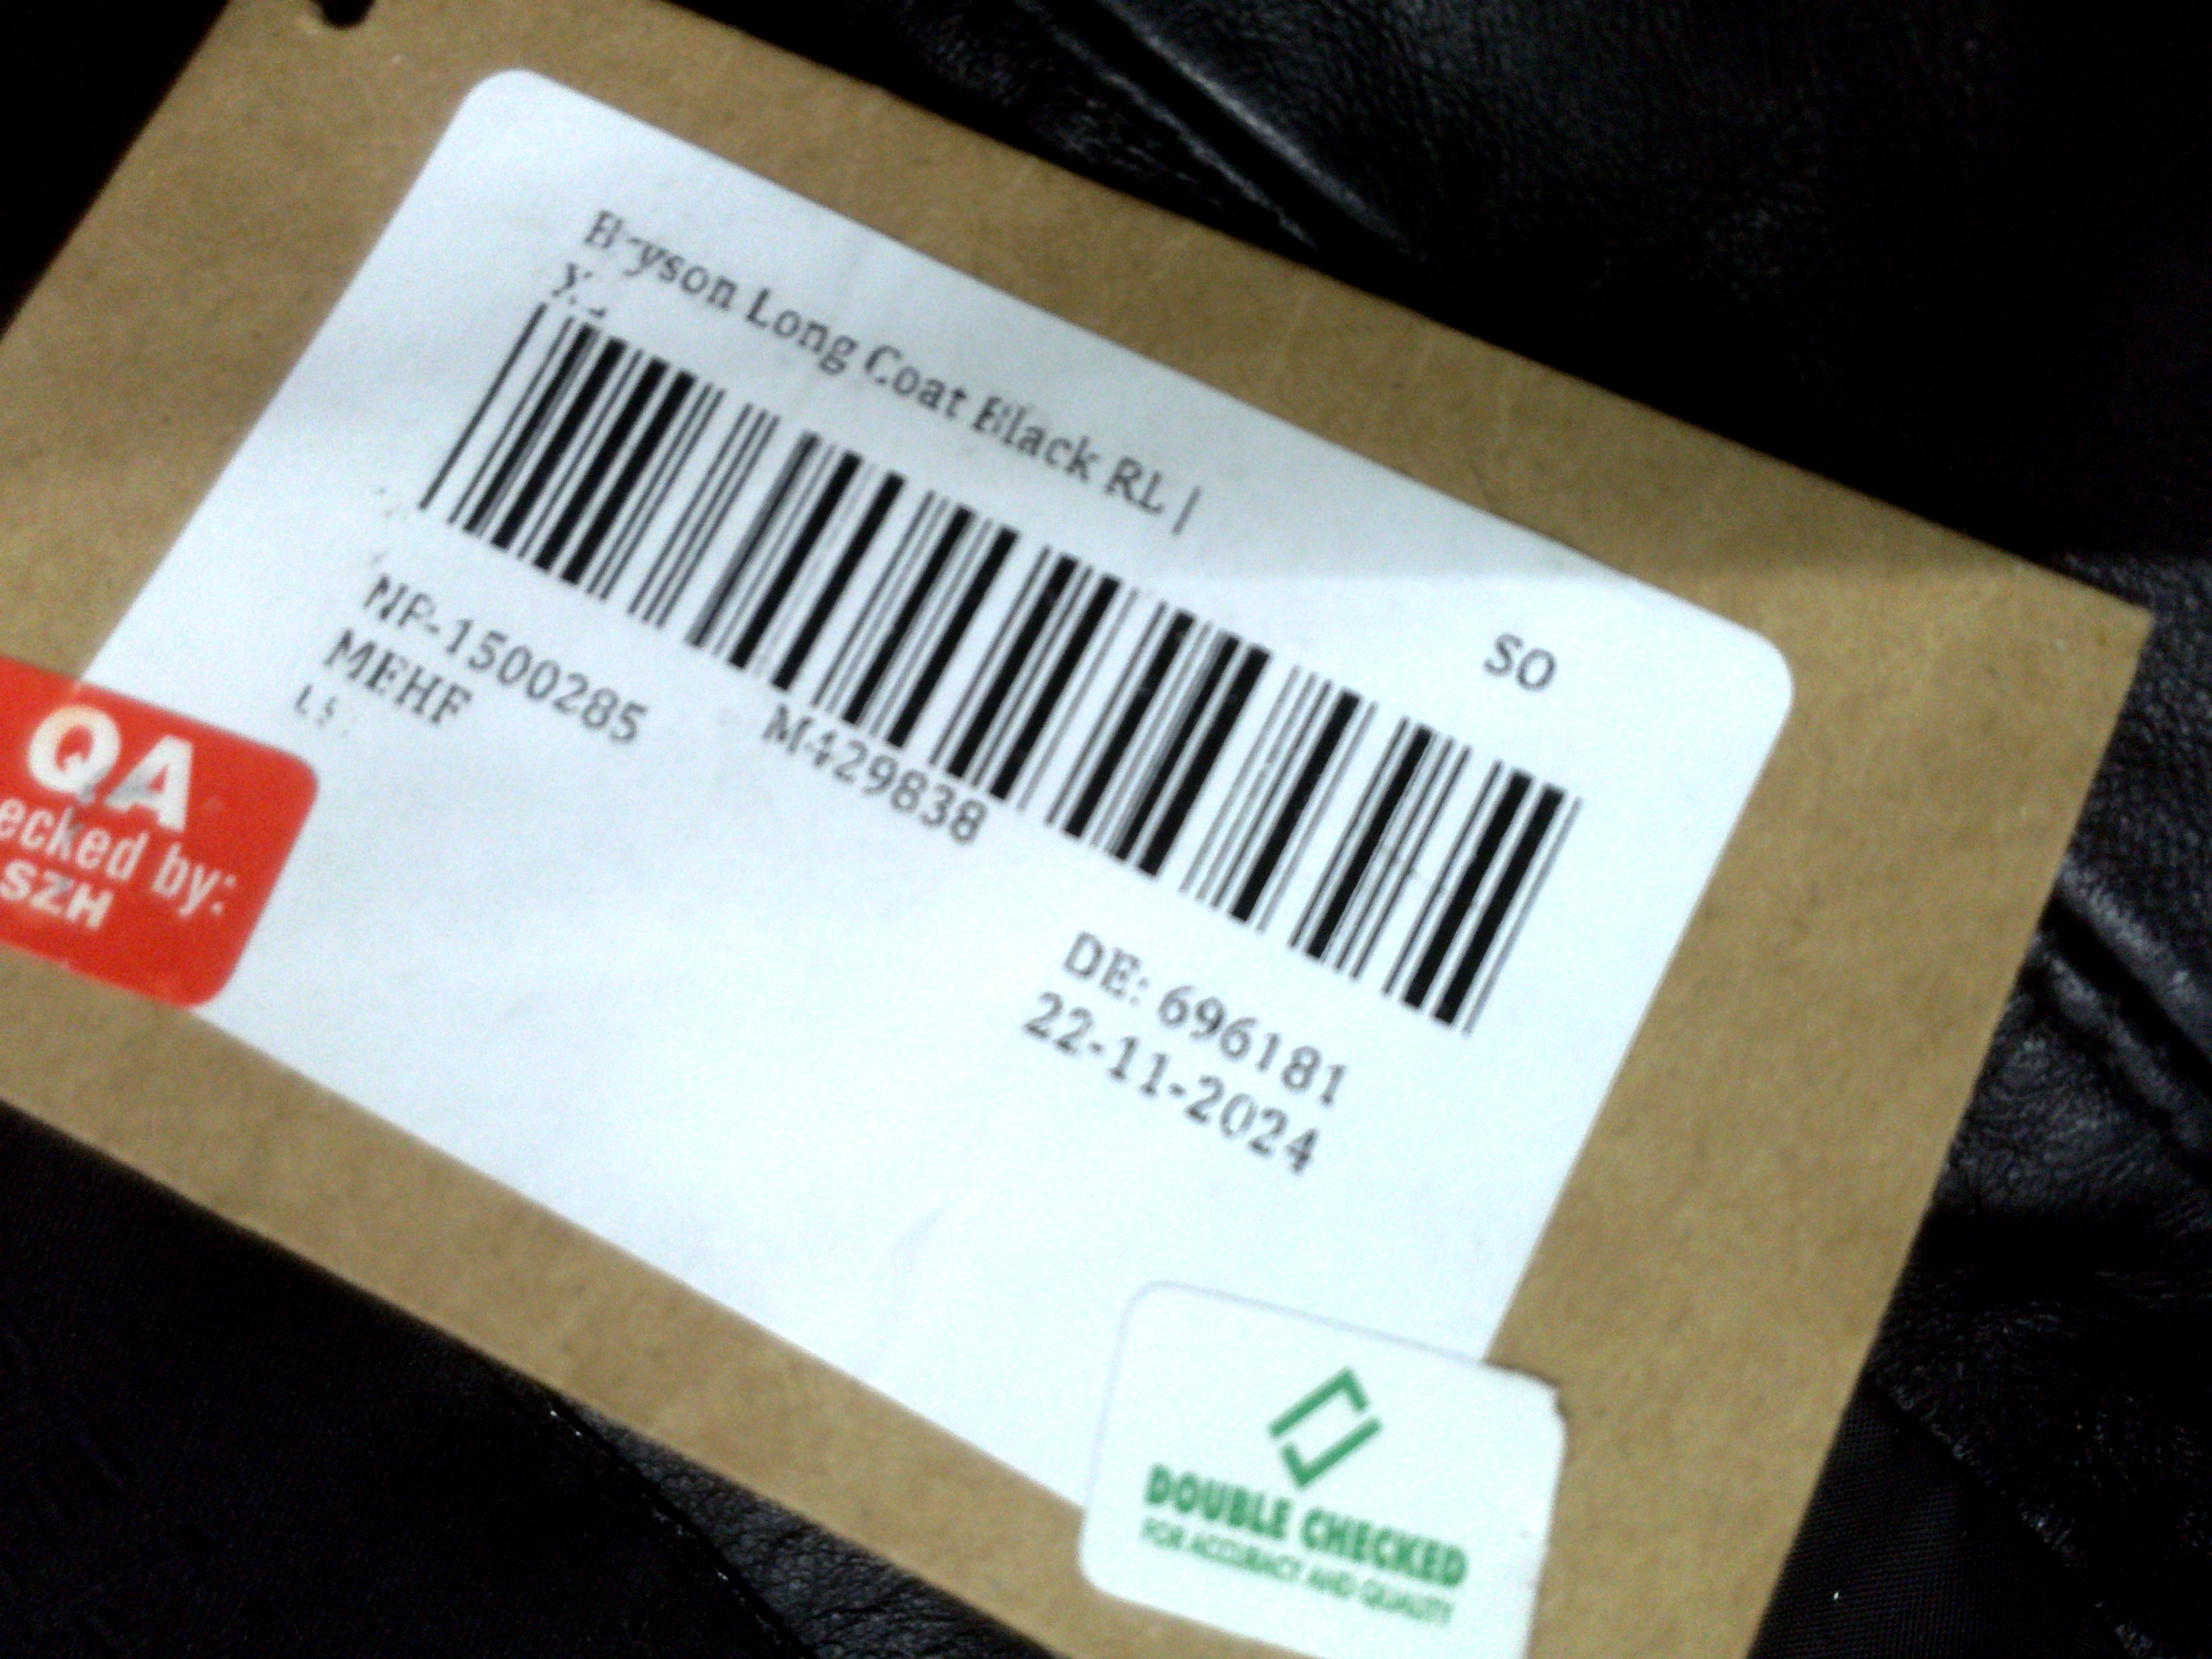 Bryson Long Coat Black RL |
SO
NF-1500285
M429838
MEHF
DE: 696181
22-11-2024
QA
ecked by:
SZH
DOUBLE CHECKED
FOR ACCURACY AND QUALITY